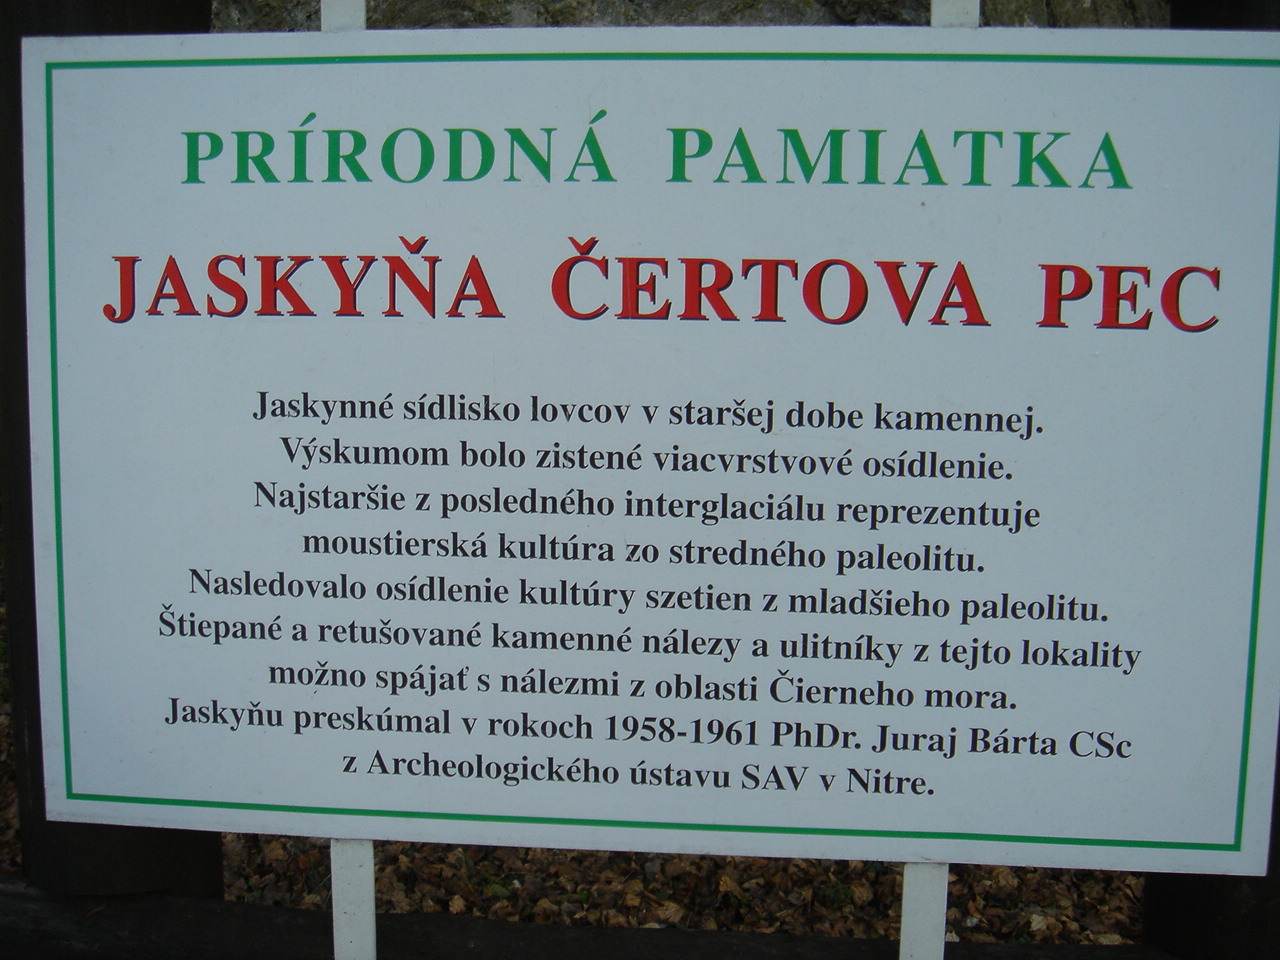 PRÍRODNÁ PAMIATKA
JASKYŇA ČERTOVA PEC
Jaskynné sídlisko lovcov v staršej dobe kamennej.
Výskumom bolo zistené viacvrstvové osídlenie.
Najstaršie z posledného interglaciálu reprezentuje
moustierská kultúra zo stredného paleolitu.
Nasledovalo osídlenie kultúry szetien z mladšieho paleolitu.
Štiepané a retušované kamenné nálezy a ulitníky z tejto lokality
možno spájať s nálezmi z oblasti Čierneho mora.
Jaskyňu preskúmal v rokoch 1958-1961 PhDr. Juraj Bárta CSc
z Archeologického ústavu SAV v Nitre.